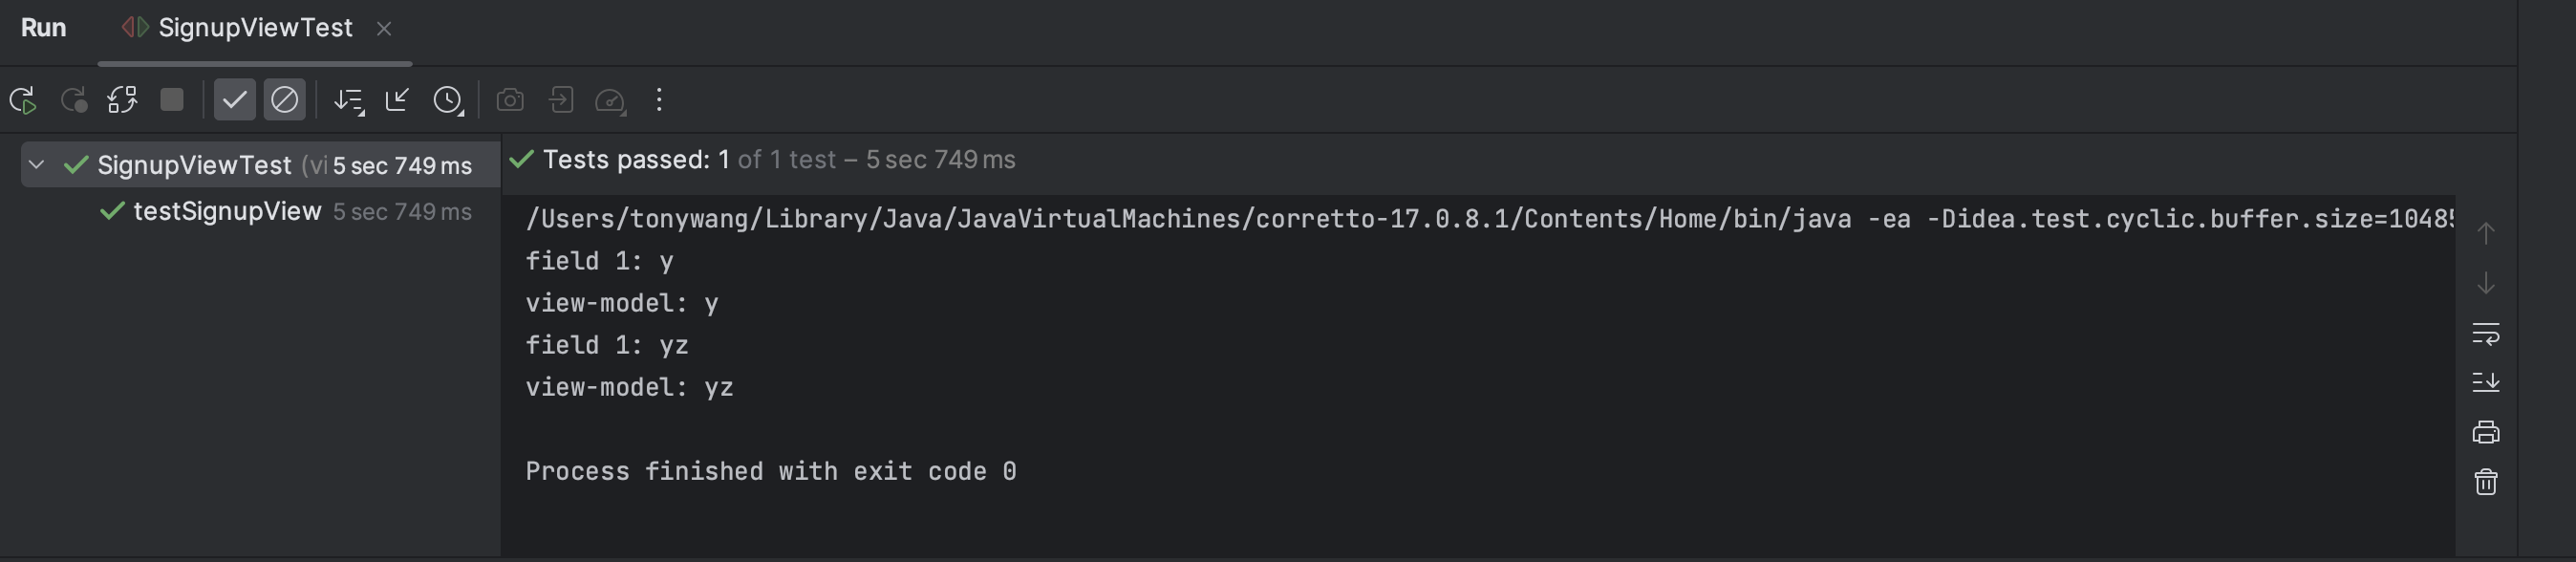 Run SignupViewTest
SignupViewTest (vi 5 sec 749 ms
testSignupView 5 sec 749 ms
Tests passed: 1 of 1 test – 5 sec 749 ms
/Users/tonywang/Library/Java/JavaVirtualMachines/corretto-17.0.8.1/Contents/Home/bin/java -ea -Didea.test.cyclic.buffer.size=10485
field 1: y
view-model: y
field 1: yz
view-model: yz
Process finished with exit code 0